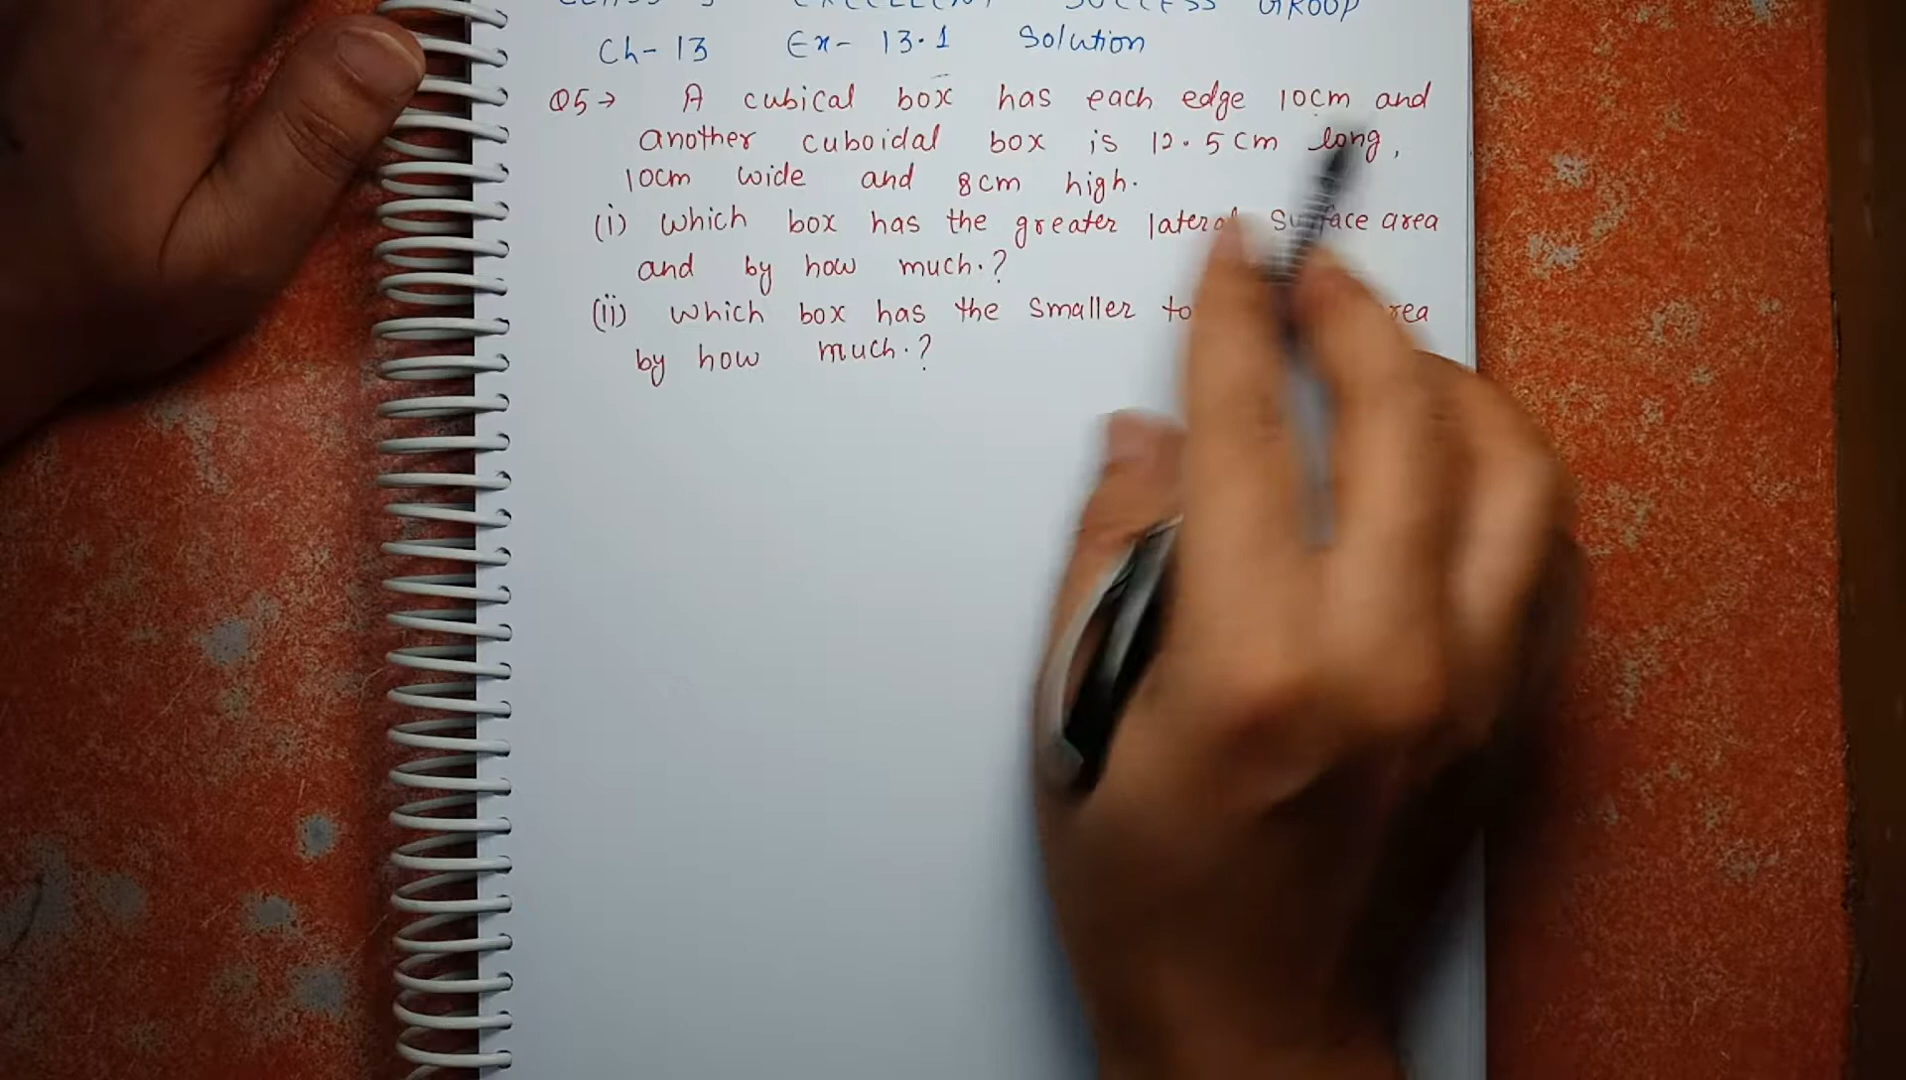 SUCCESS GROUP
Ch- 13 Ex- 13.1 Solution
Q5→ A cubical box has each edge 10cm and
another cuboidal box is 12.5cm long,
10cm wide and 8cm high.
(i) which box has the greater lateral surface area
and by how much.?
(ii) which box has the smaller
by how much.?